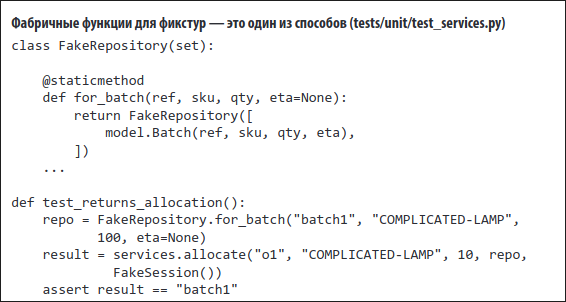 Фабричные функции для фикстур — это один из способов (tests/unit/test_services.py)
class FakeRepository(set):
    @staticmethod
    def for_batch(ref, sku, qty, eta=None):
        return FakeRepository([
            model.Batch(ref, sku, qty, eta),
        ])
    ...
def test_returns_allocation():
    repo = FakeRepository.for_batch("batch1", "COMPLICATED-LAMP",
           100, eta=None)
    result = services.allocate("o1", "COMPLICATED-LAMP", 10, repo,
             FakeSession())
    assert result == "batch1"